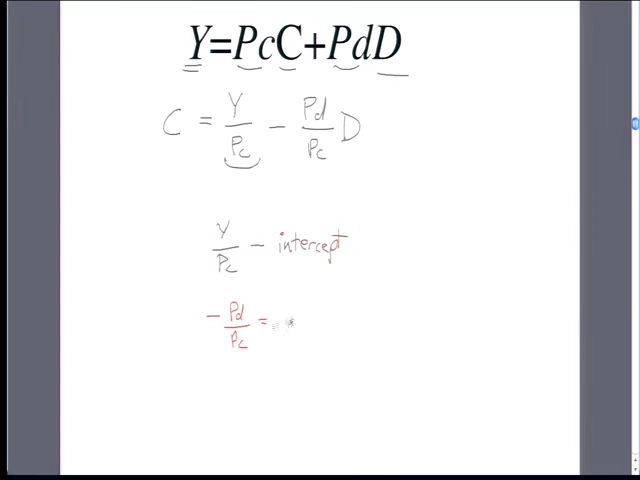 Y=PcC+PdD
C = Y/Pc - Pd/Pc D
Y/Pc - intercept
- Pd/Pc =